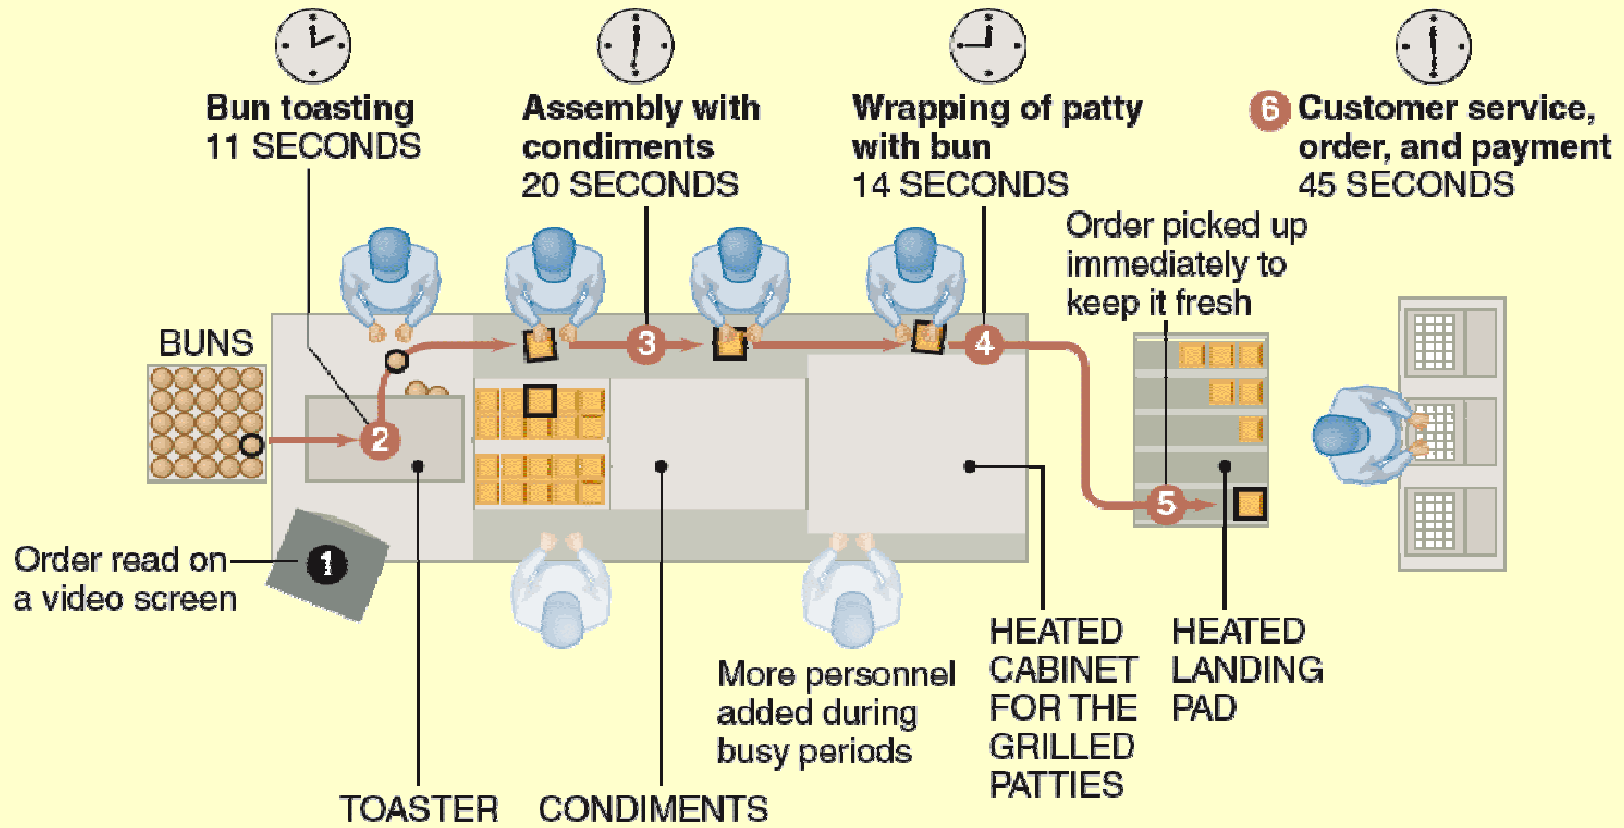 Bun toasting
11 SECONDS
Assembly with
condiments
20 SECONDS
Wrapping of patty
with bun
14 SECONDS
6 Customer service,
order, and payment
45 SECONDS
Order picked up
immediately to
keep it fresh
BUNS
2
3
4
5
1
Order read on
a video screen
More personnel
added during
busy periods
HEATED
CABINET
FOR THE
GRILLED
PATTIES
HEATED
LANDING
PAD
TOASTER
CONDIMENTS